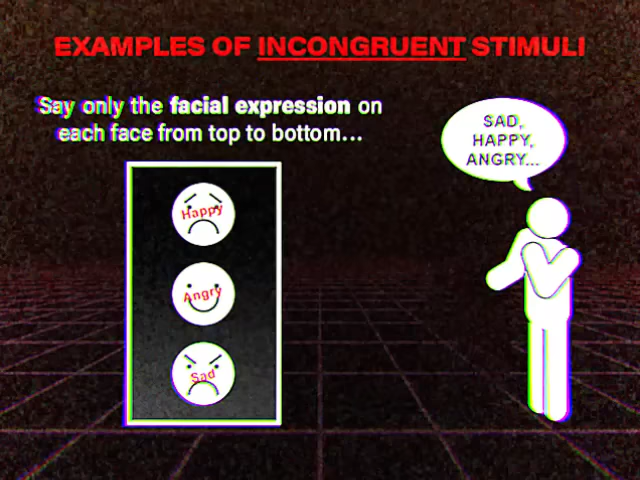 EXAMPLES OF INCONGRUENT STIMULI
Say only the facial expression on
each face from top to bottom...
SAD,
HAPPY,
ANGRY...
Happy
Angry
Sad